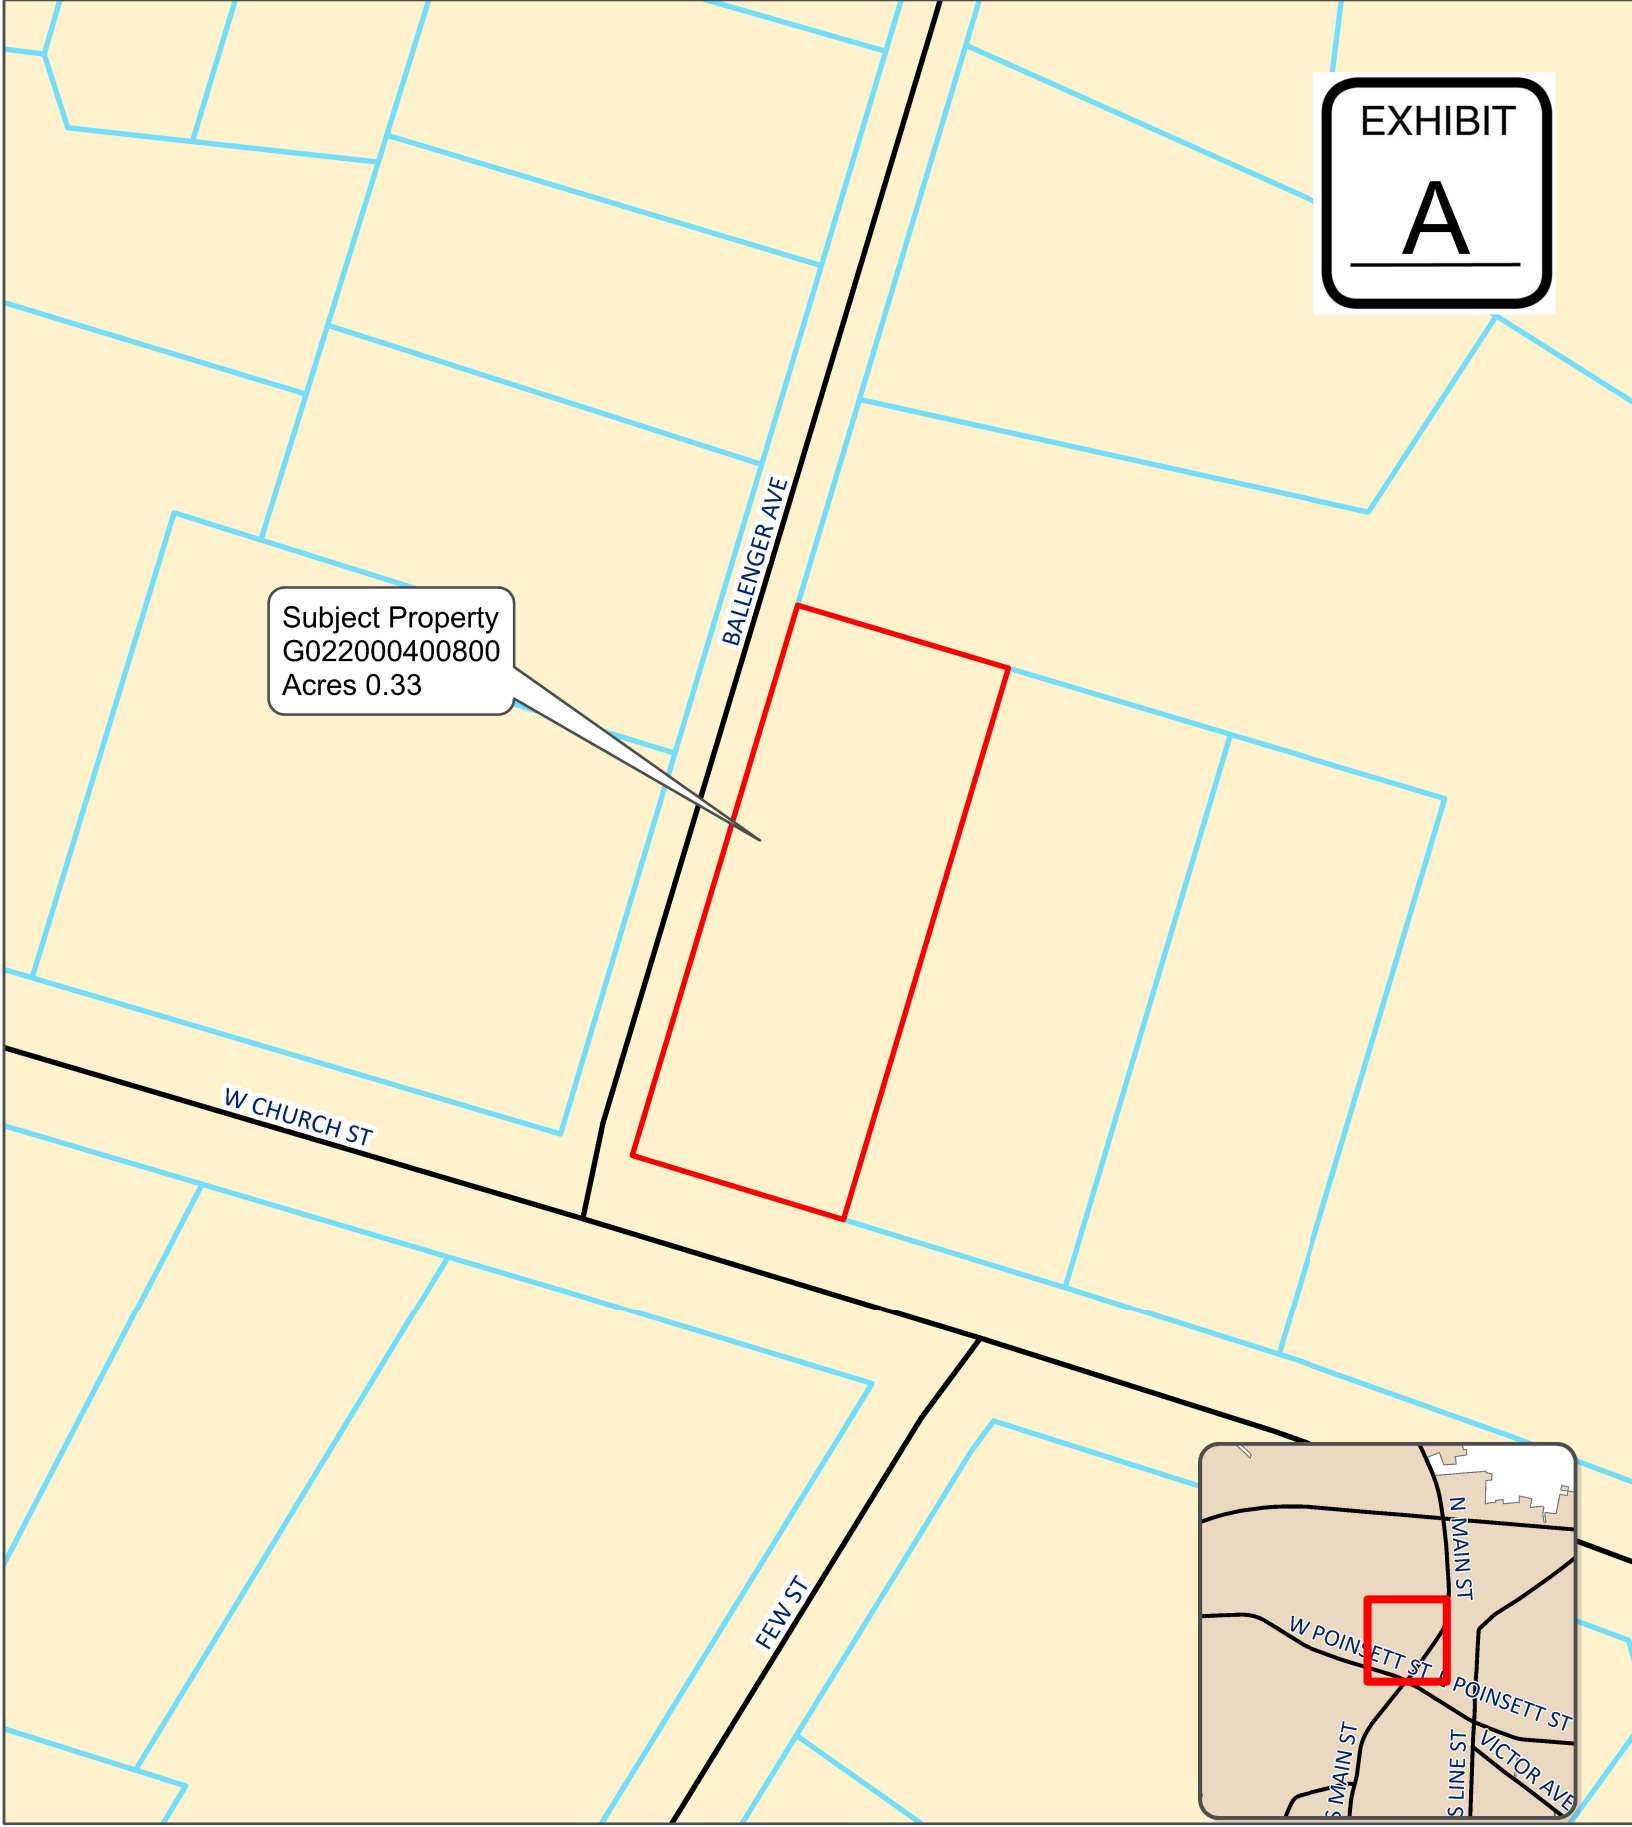 EXHIBIT
A
BALLENGER AVE
Subject Property
G022000400800
Acres 0.33
W CHURCH ST
FEW ST
N MAIN ST
W POINSETT ST
E POINSETT ST
S MAIN ST
S LINE ST
VICTOR AVE